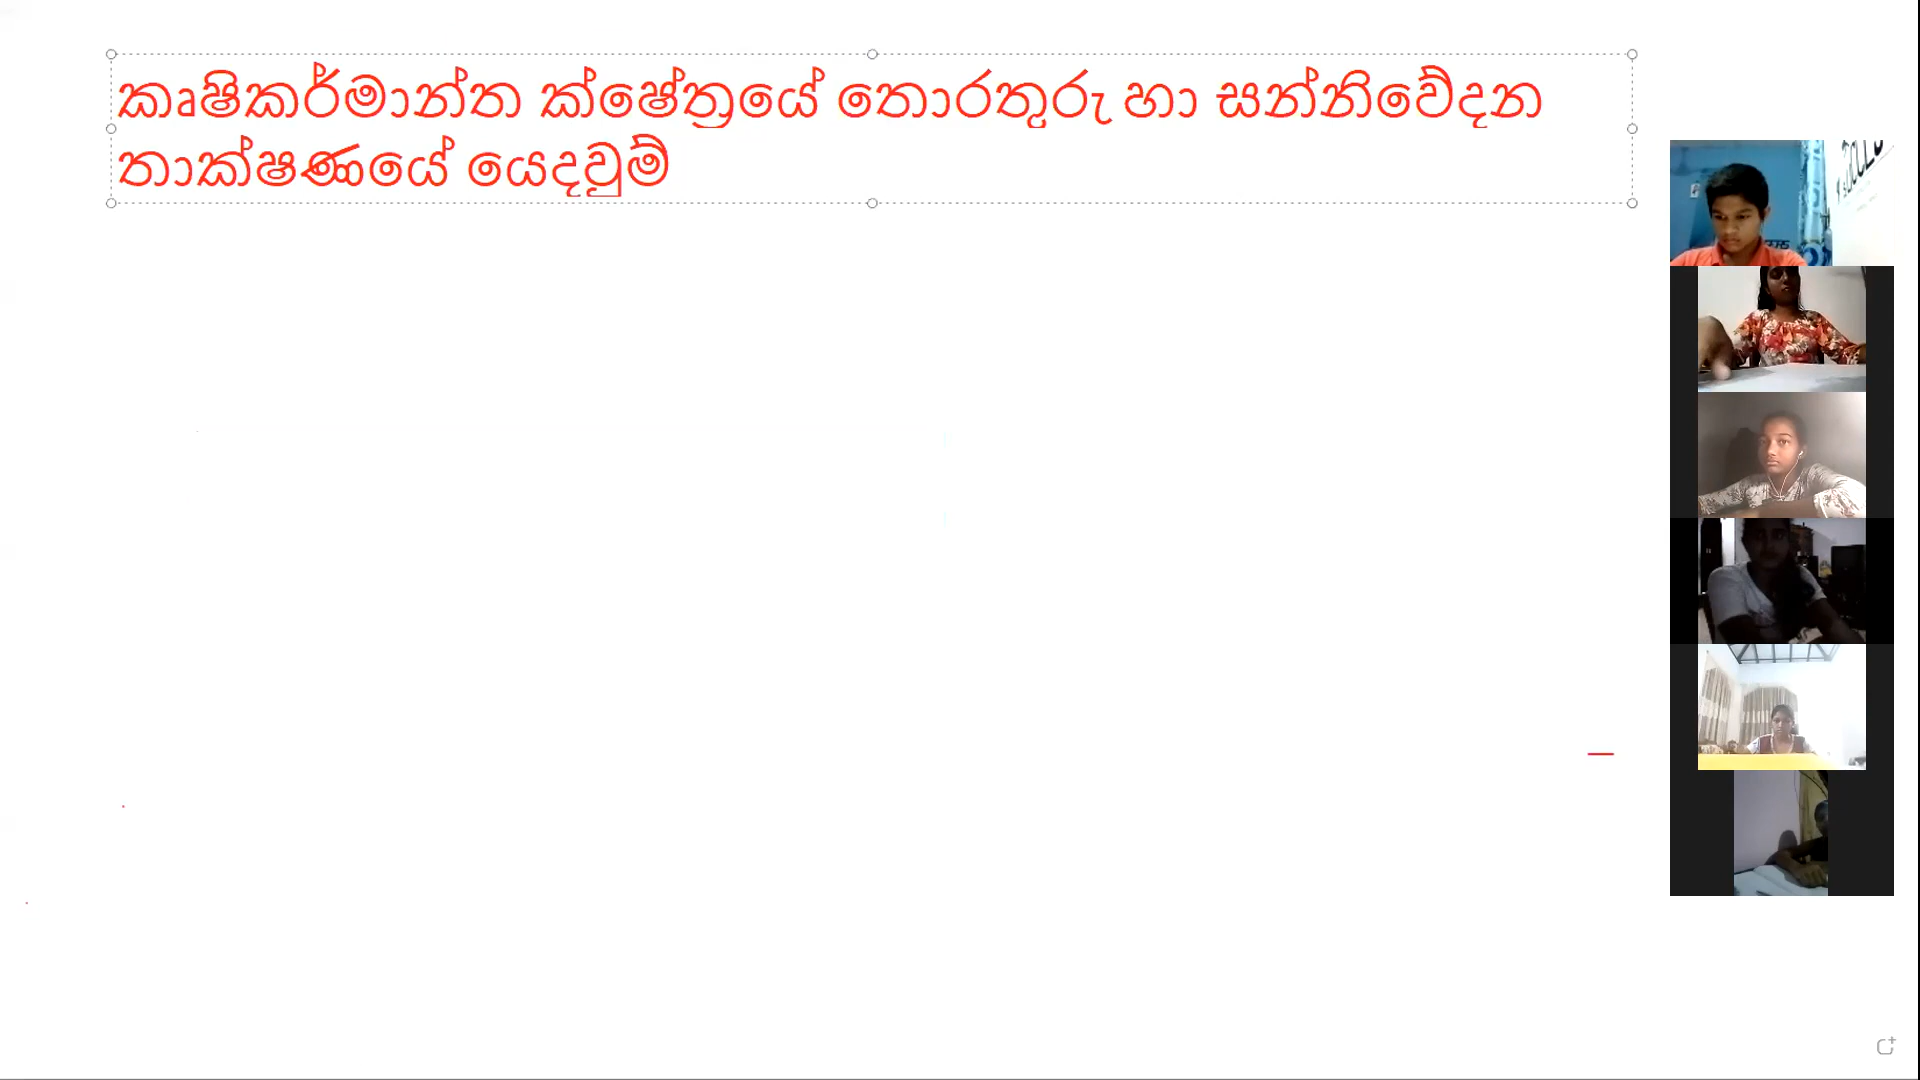 කෘෂිකර්මාන්ත ක්ෂේත්‍රයේ තොරතුරු හා සන්නිවේදන
තාක්ෂණයේ යෙදවුම්